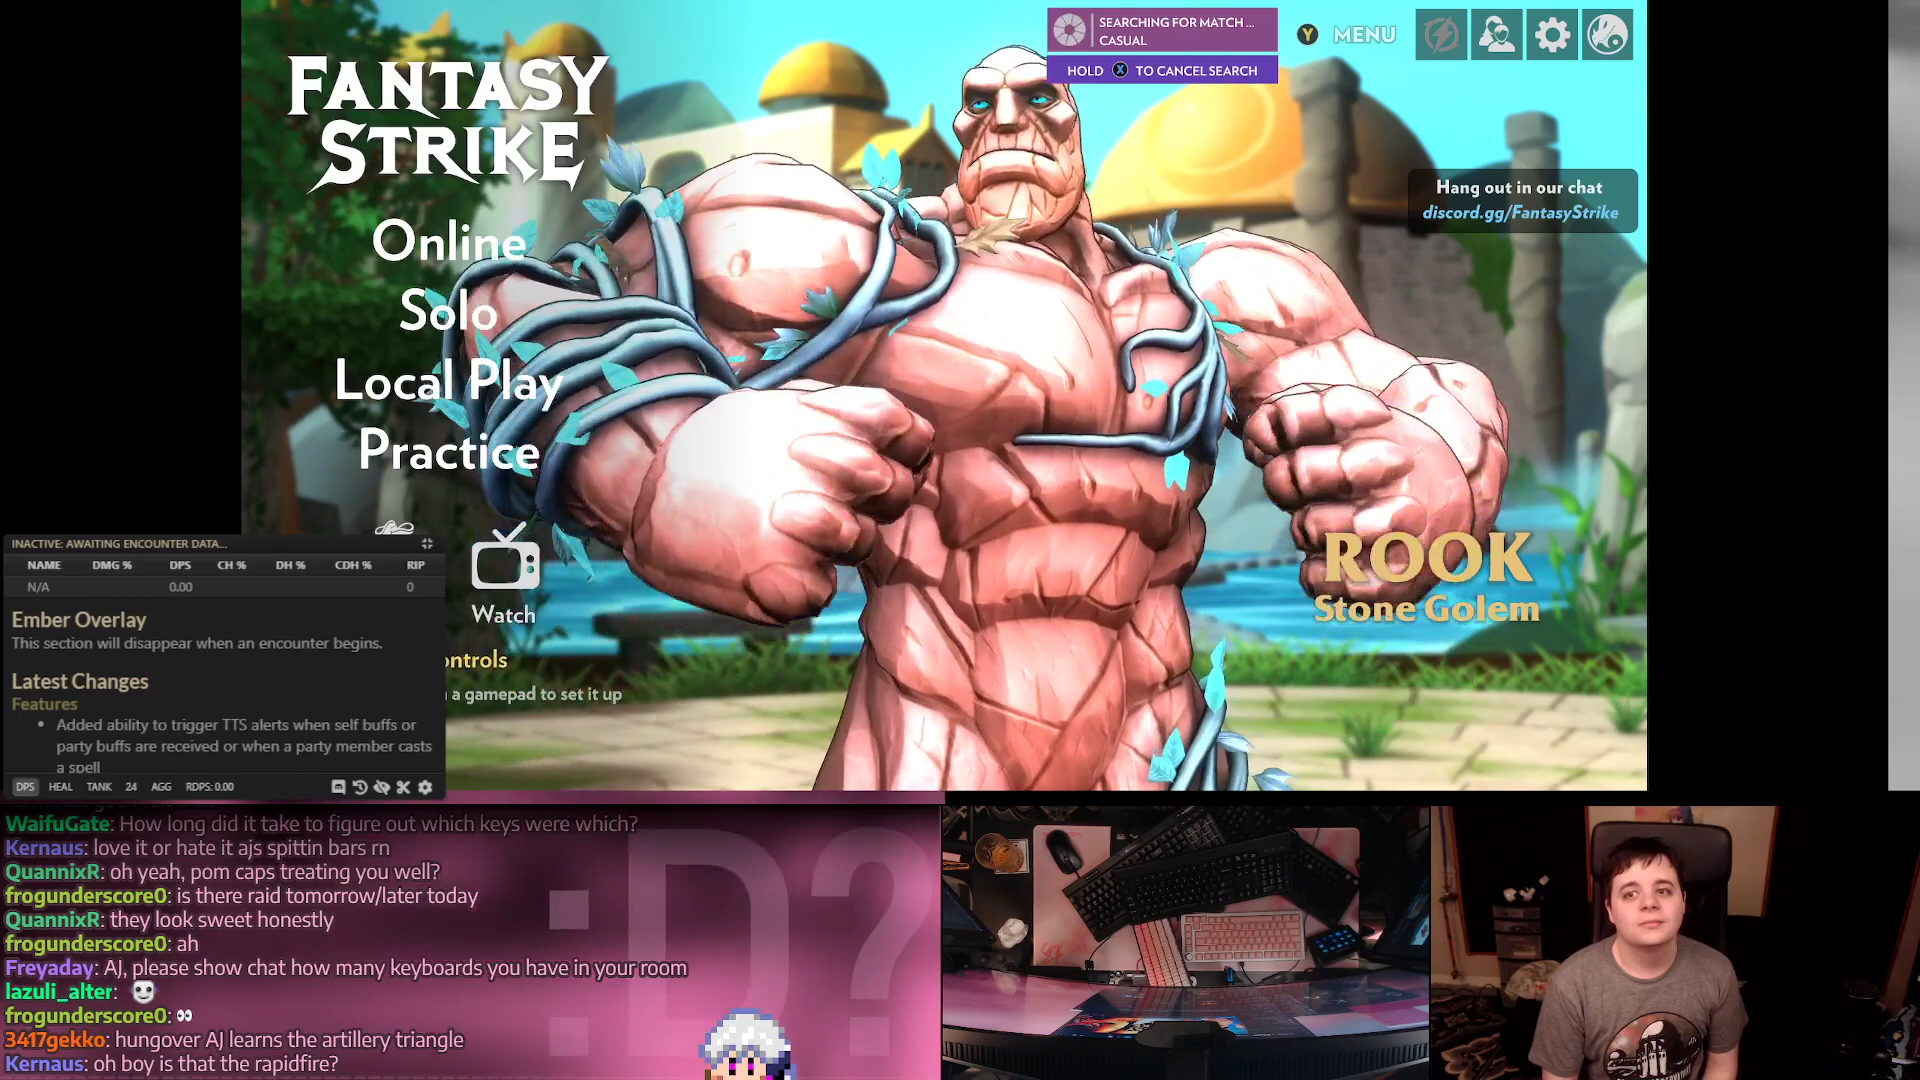 SEARCHING FOR MATCH ...
CASUAL
HOLD X TO CANCEL SEARCH
Y MENU
FANTASY
STRIKE
Hang out in our chat
discord.gg/FantasyStrike
Online
Solo
Local Play
Practice
Watch
ontrols
a gamepad to set it up
ROOK
Stone Golem
INACTIVE: AWAITING ENCOUNTER DATA...
NAME DMG % DPS CH % DH % CDH % RIP
N/A 0.00 0
Ember Overlay
This section will disappear when an encounter begins.
Latest Changes
Features
• Added ability to trigger TTS alerts when self buffs or
party buffs are received or when a party member casts
a spell
DPS HEAL TANK 24 AGG RDPS: 0.00
WaifuGate: How long did it take to figure out which keys were which?
Kernaus: love it or hate it ajs spittin bars rn
QuannixR: oh yeah, pom caps treating you well?
frogunderscore0: is there raid tomorrow/later today
QuannixR: they look sweet honestly
frogunderscore0: ah
Freyaday: AJ, please show chat how many keyboards you have in your room
lazuli_alter:
frogunderscore0:
3417gekko: hungover AJ learns the artillery triangle
Kernaus: oh boy is that the rapidfire?
:D?